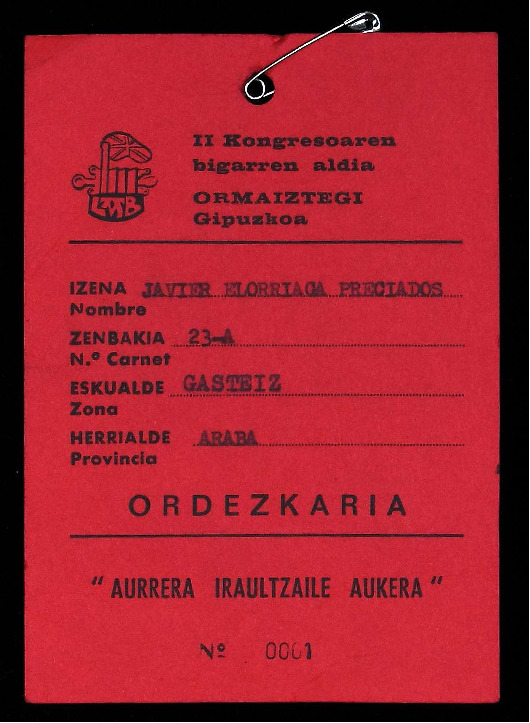 II Kongresoaren
bigarren aldia
ORMAIZTEGI
Gipuzkoa
IZENA JAVIER ELORRIAGA PRECIADOS
Nombre
ZENBAKIA 23-A
N.º Carnet
ESKUALDE GASTEIZ
Zona
HERRIALDE ARABA
Provincia
ORDEZKARIA
"AURRERA IRAULTZAILE AUKERA"
Nº 0001